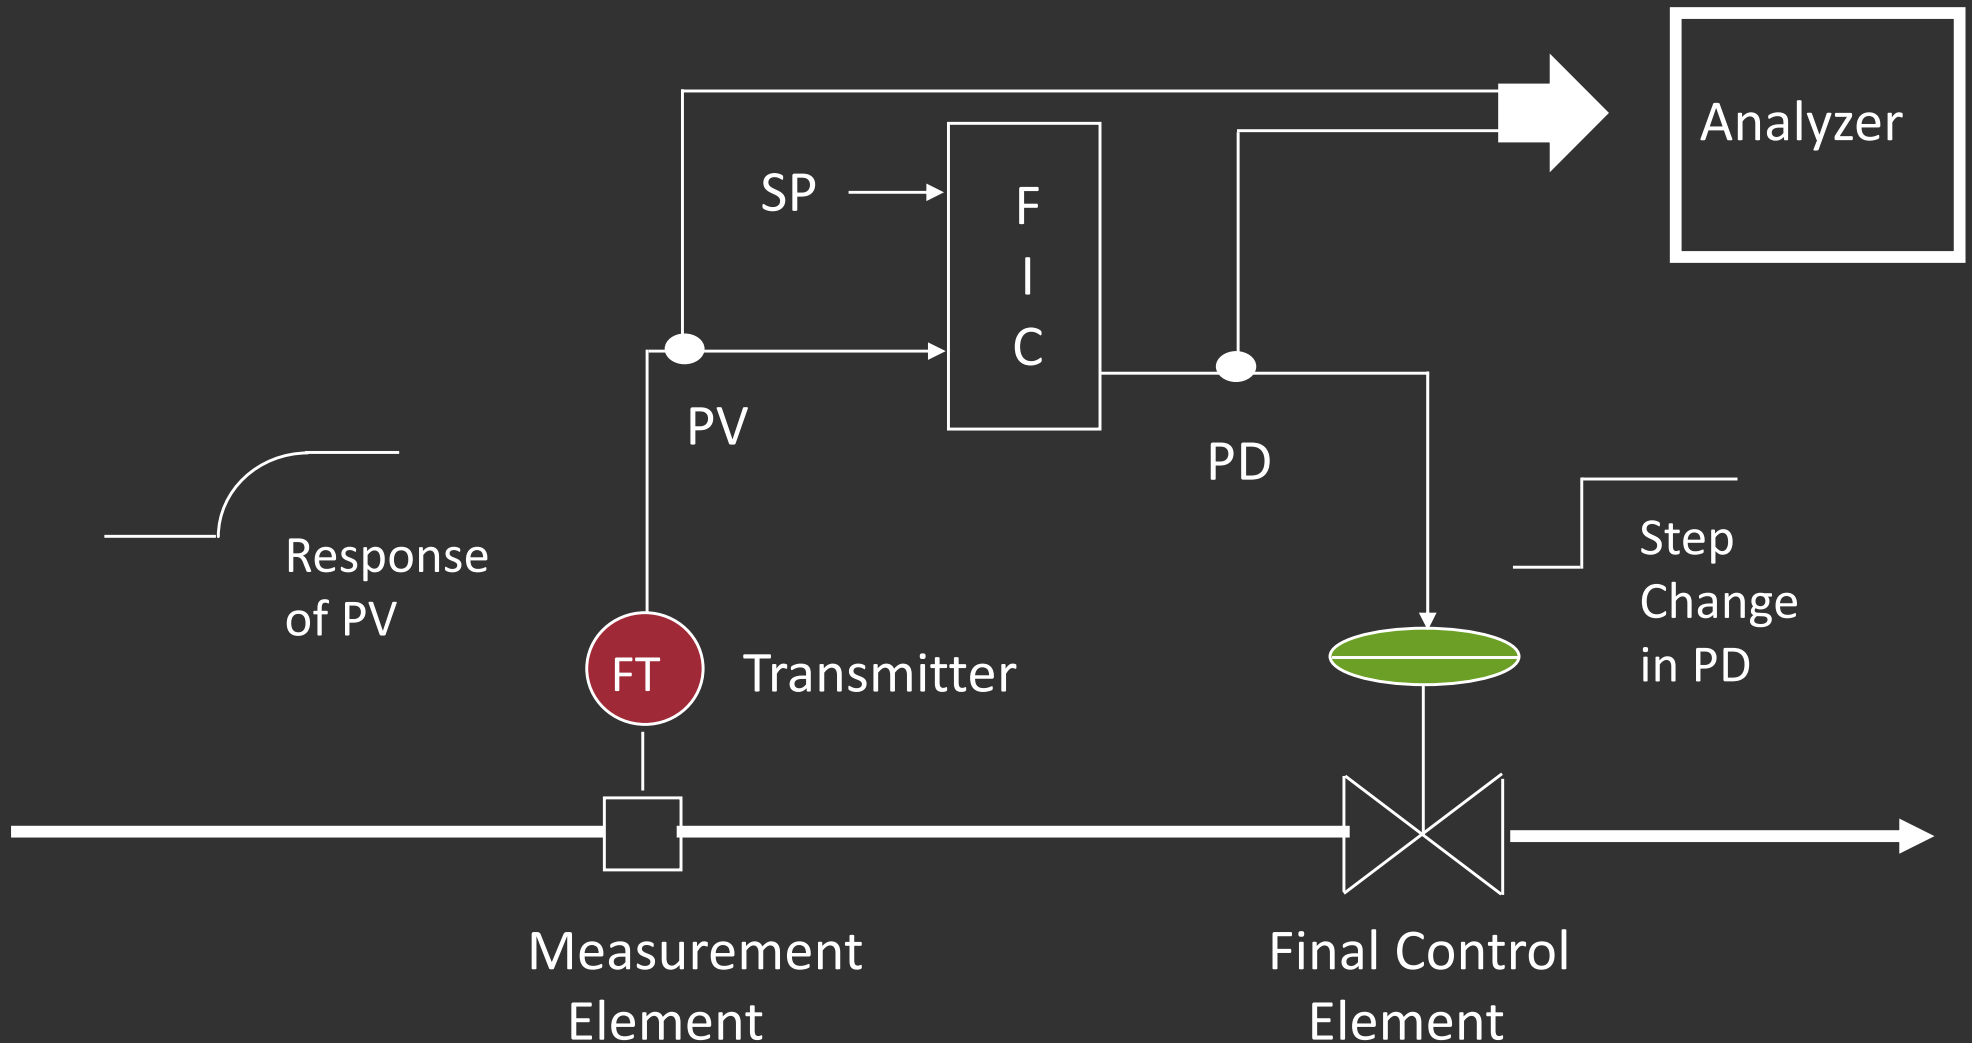 Analyzer
SP
F
I
C
PV
PD
Response
of PV
Step
Change
in PD
FT
Transmitter
Measurement
Element
Final Control
Element